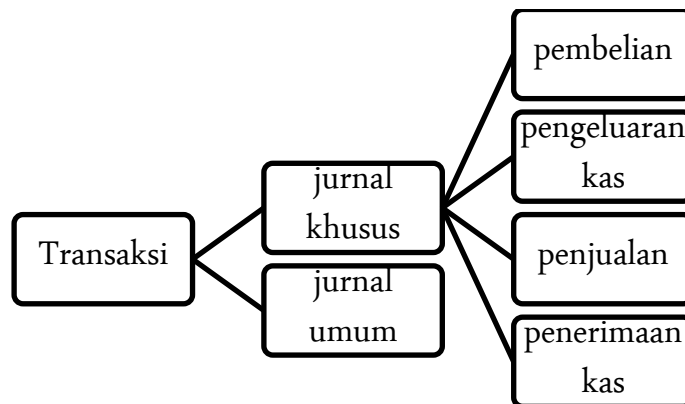 Transaksi
jurnal
khusus
jurnal
umum
pembelian
pengeluaran
kas
penjualan
penerimaan
kas